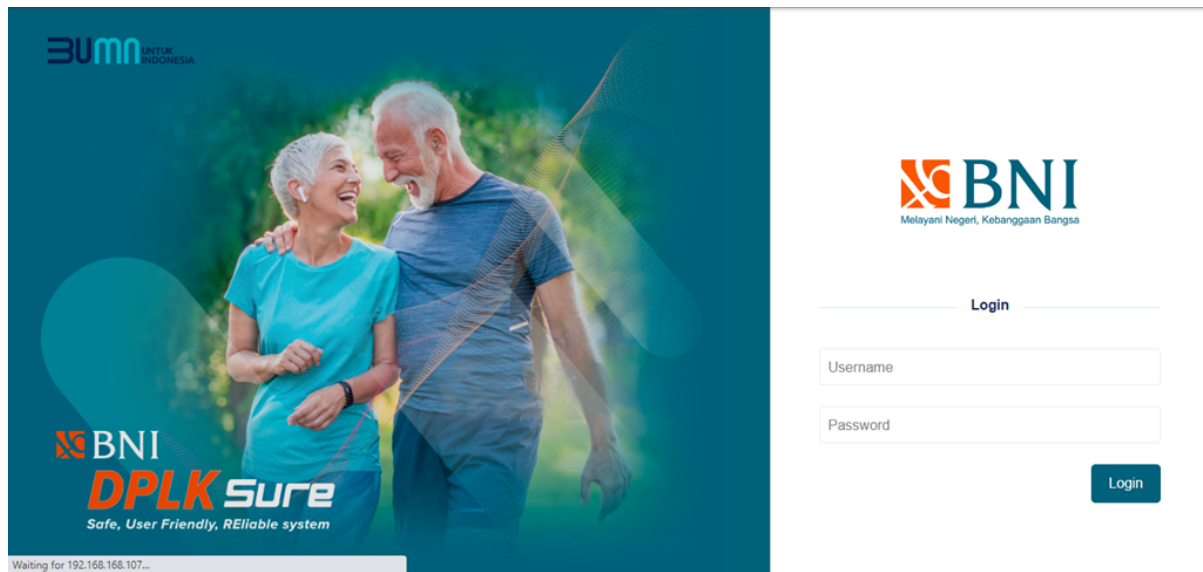 BUMN UNTUK
INDONESIA
BNI
DPLK Sure
Safe, User Friendly, REliable system
Waiting for 192.168.168.107...
BNI
Melayani Negeri, Kebanggaan Bangsa
Login
Username
Password
Login